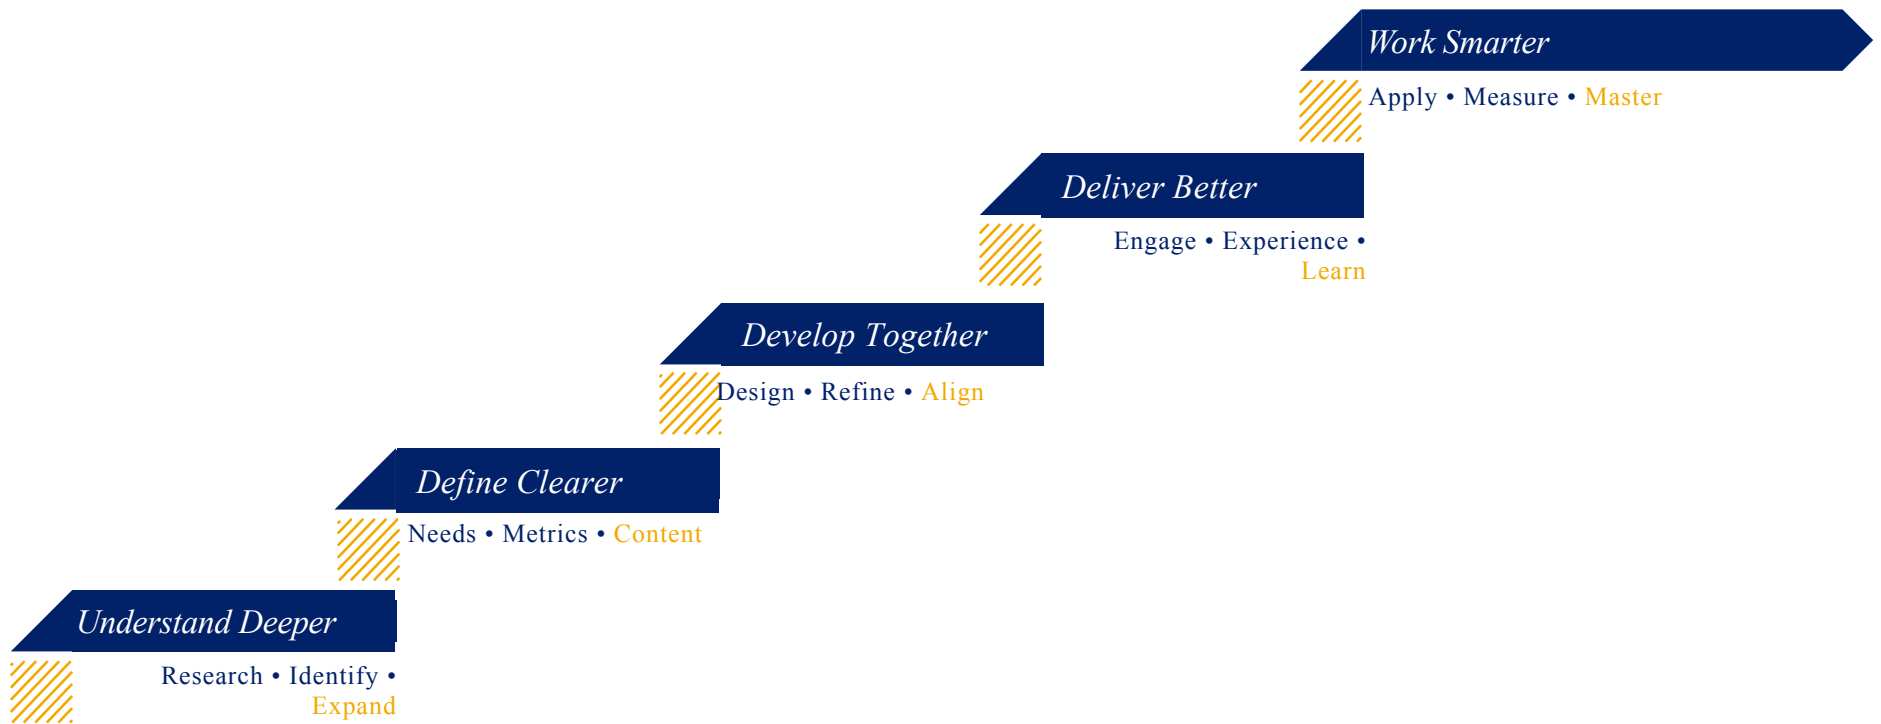 Work Smarter
Apply • Measure • Master
Deliver Better
Engage • Experience •
Learn
Develop Together
Design • Refine • Align
Define Clearer
Needs • Metrics • Content
Understand Deeper
Research • Identify •
Expand